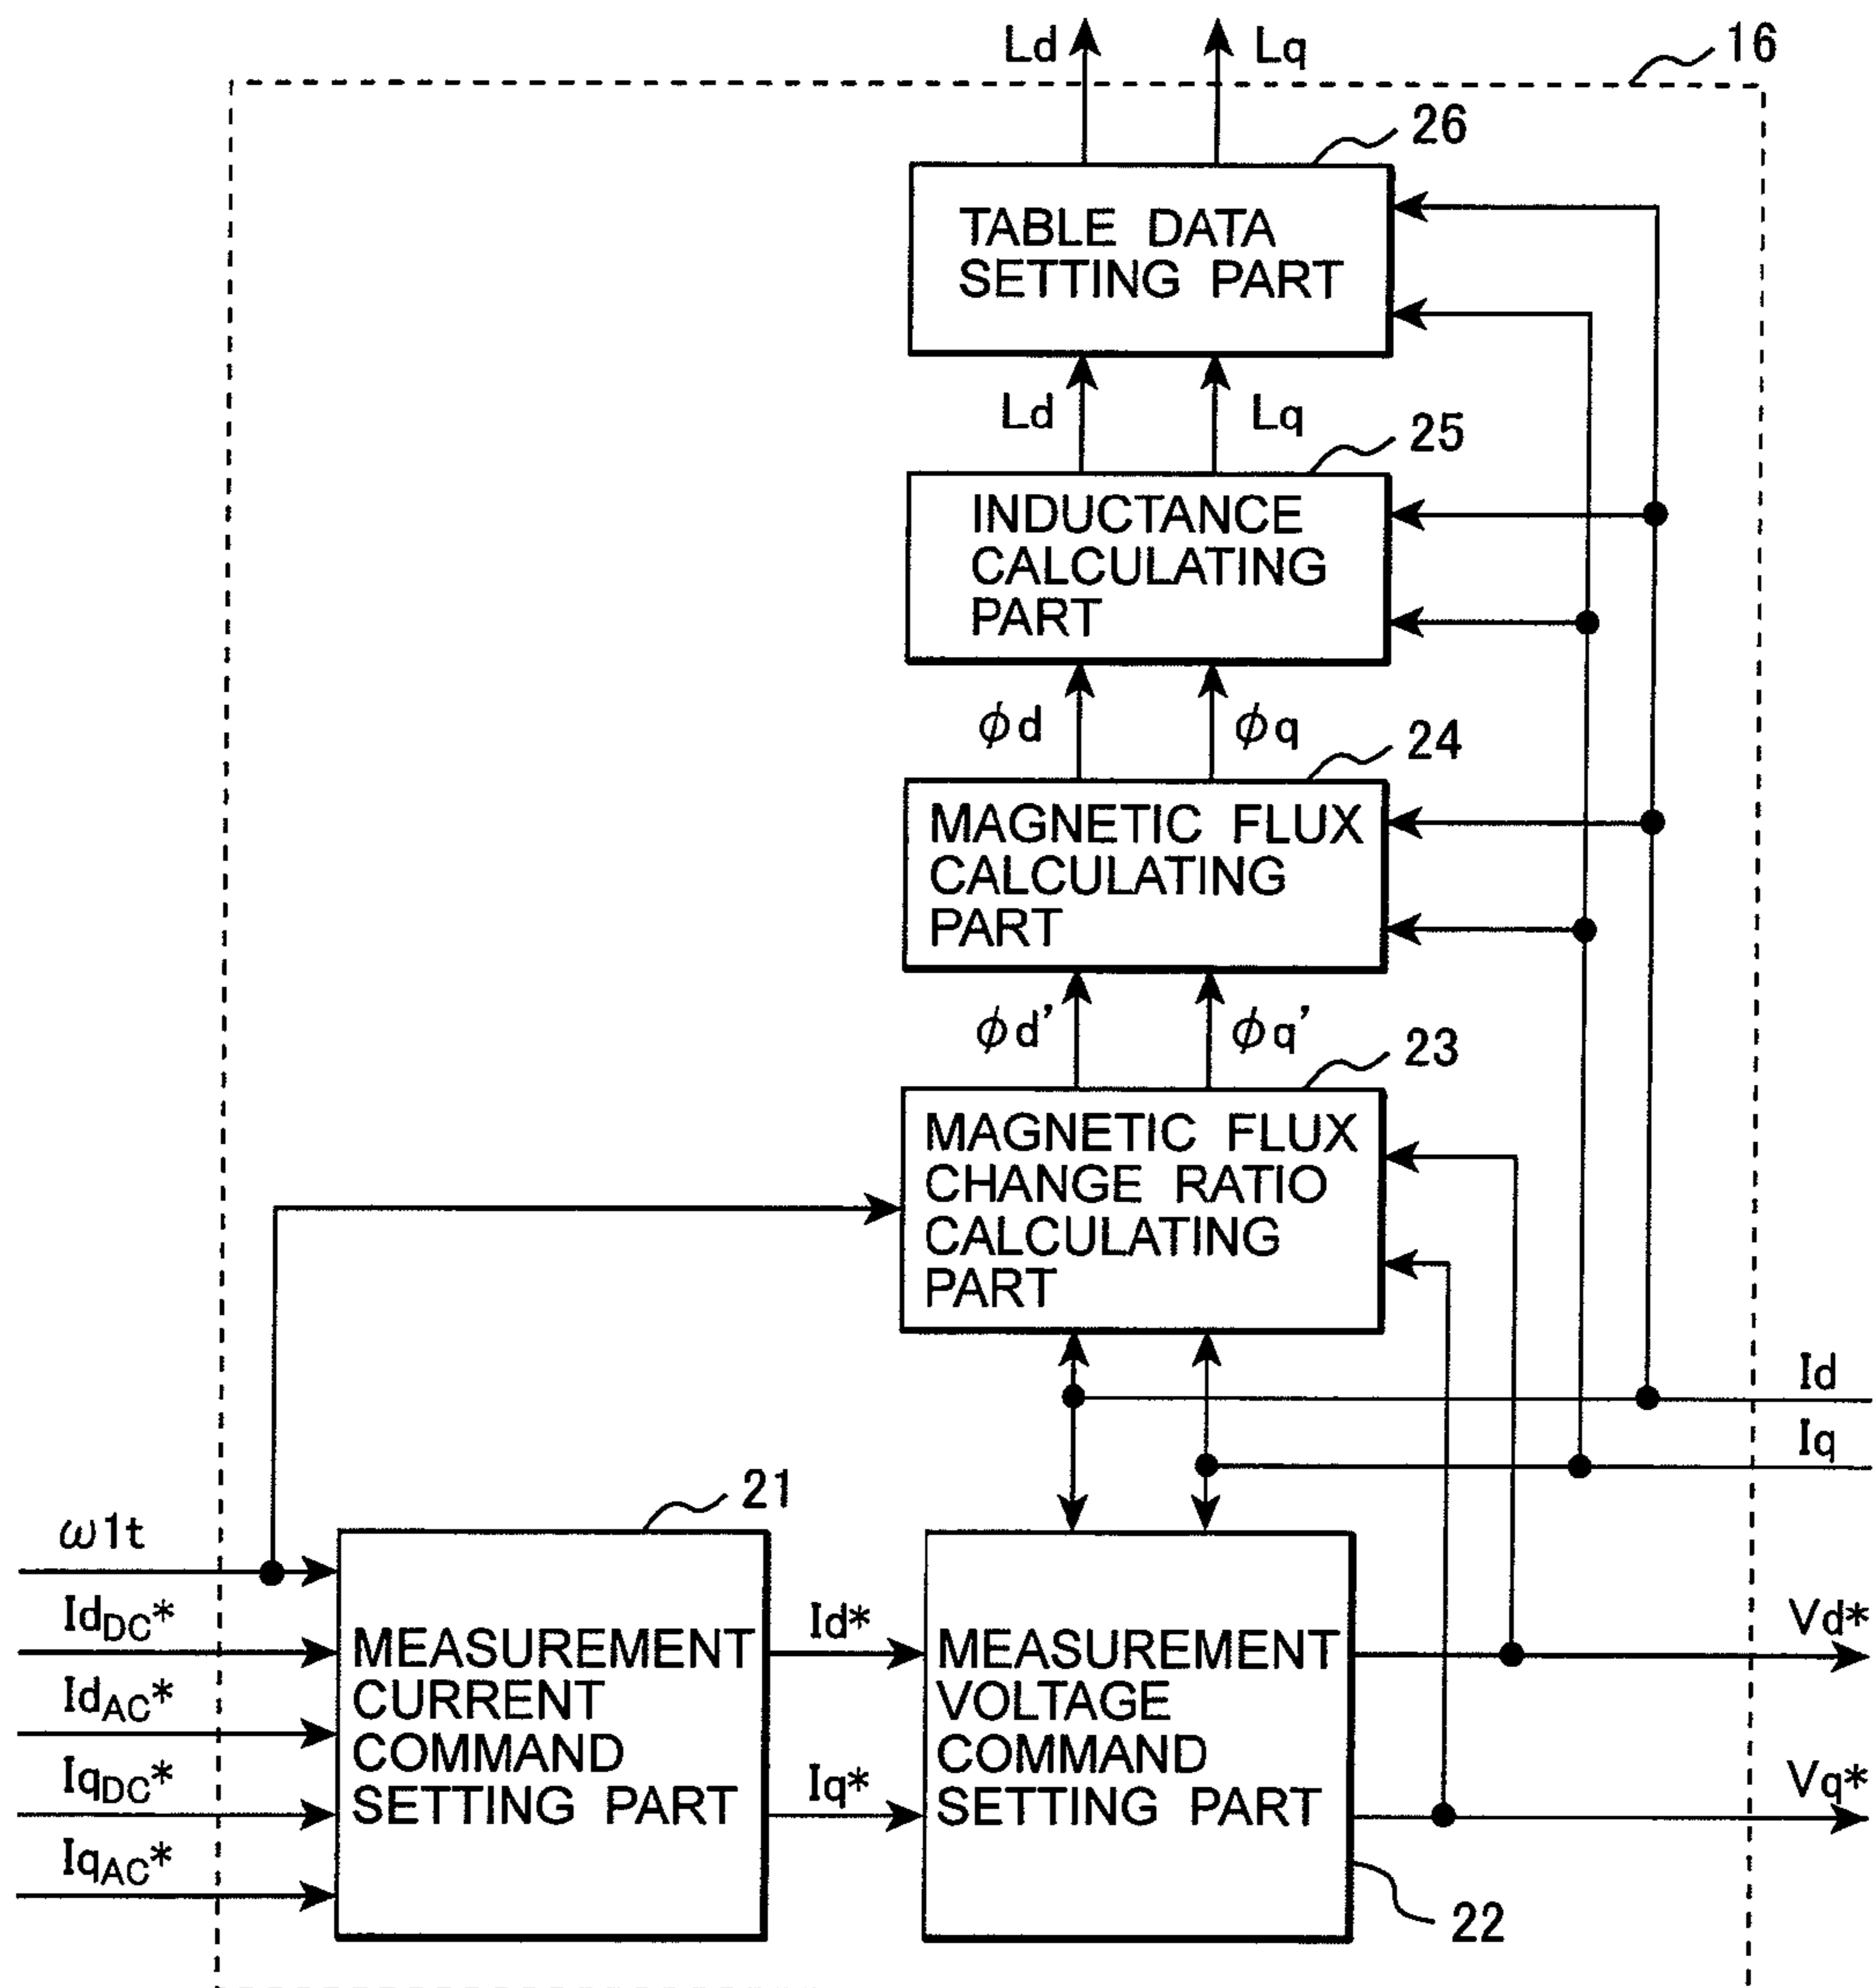 Ld
Lq
16
26
TABLE DATA
SETTING PART
Ld
Lq
25
INDUCTANCE
CALCULATING
PART
ϕd
ϕq
24
MAGNETIC FLUX
CALCULATING
PART
ϕd’
ϕq’
23
MAGNETIC FLUX
CHANGE RATIO
CALCULATING
PART
Id
Iq
21
ω1t
IdDC*
IdAC*
IqDC*
IqAC*
MEASUREMENT
CURRENT
COMMAND
SETTING PART
Id*
Iq*
MEASUREMENT
VOLTAGE
COMMAND
SETTING PART
Vd*
Vq*
22